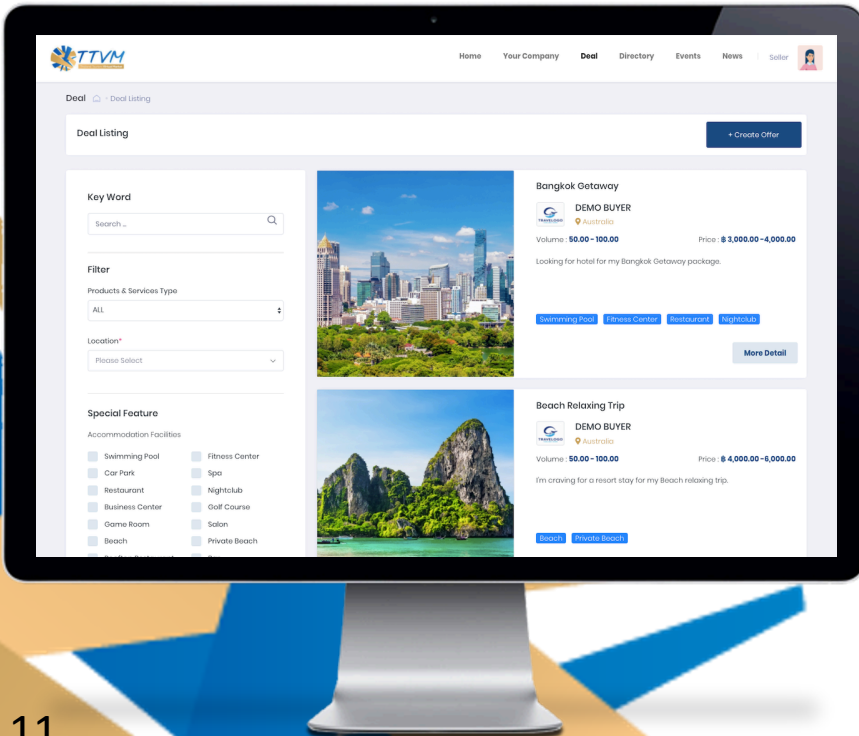 TTVM
Home Your Company Deal Directory Events News Seller
Deal - Deal Listing
Deal Listing
+ Create Offer
Key Word
Search ...
Filter
Products & Services Type
ALL
Location*
Please Select
Special Feature
Accommodation Facilities
Swimming Pool Fitness Center
Car Park Spa
Restaurant Nightclub
Business Center Golf Course
Game Room Salon
Beach Private Beach
Bangkok Getaway
DEMO BUYER
Australia
Volume : 50.00 - 100.00 Price : ฿ 3,000.00 -4,000.00
Looking for hotel for my Bangkok Getaway package.
Swimming Pool Fitness Center Restaurant Nightclub
More Detail
Beach Relaxing Trip
DEMO BUYER
Australia
Volume : 50.00 - 100.00 Price : ฿ 4,000.00 -6,000.00
I'm craving for a resort stay for my Beach relaxing trip.
Beach Private Beach
11